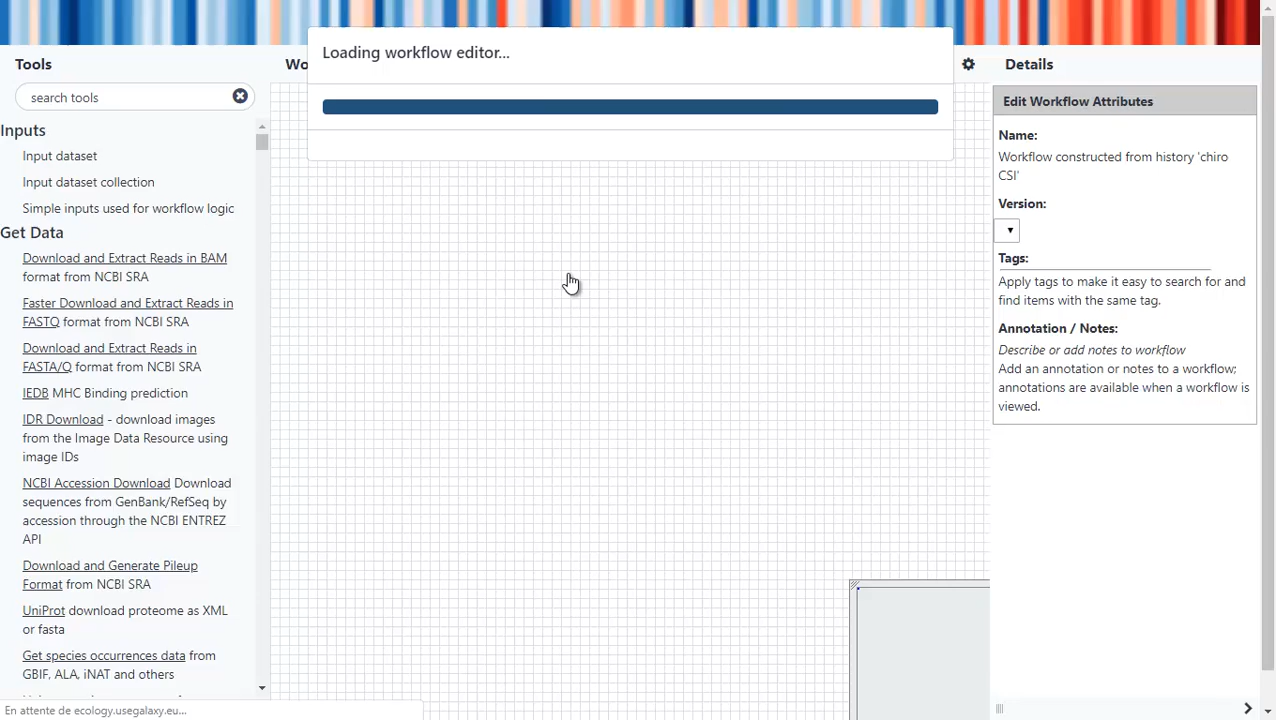 Loading workflow editor...
Tools
Wo
Details
search tools
Inputs
Input dataset
Input dataset collection
Simple inputs used for workflow logic
Get Data
Download and Extract Reads in BAM
format from NCBI SRA
Faster Download and Extract Reads in
FASTQ format from NCBI SRA
Download and Extract Reads in
FASTA/Q format from NCBI SRA
IEDB MHC Binding prediction
IDR Download - download images
from the Image Data Resource using
image IDs
NCBI Accession Download Download
sequences from GenBank/RefSeq by
accession through the NCBI ENTREZ
API
Download and Generate Pileup
Format from NCBI SRA
UniProt download proteome as XML
or fasta
Get species occurrences data from
GBIF, ALA, iNAT and others
En attente de ecology.usegalaxy.eu...
Edit Workflow Attributes
Name:
Workflow constructed from history 'chiro
CSI'
Version:
Tags:
Apply tags to make it easy to search for and
find items with the same tag.
Annotation / Notes:
Describe or add notes to workflow
Add an annotation or notes to a workflow;
annotations are available when a workflow is
viewed.